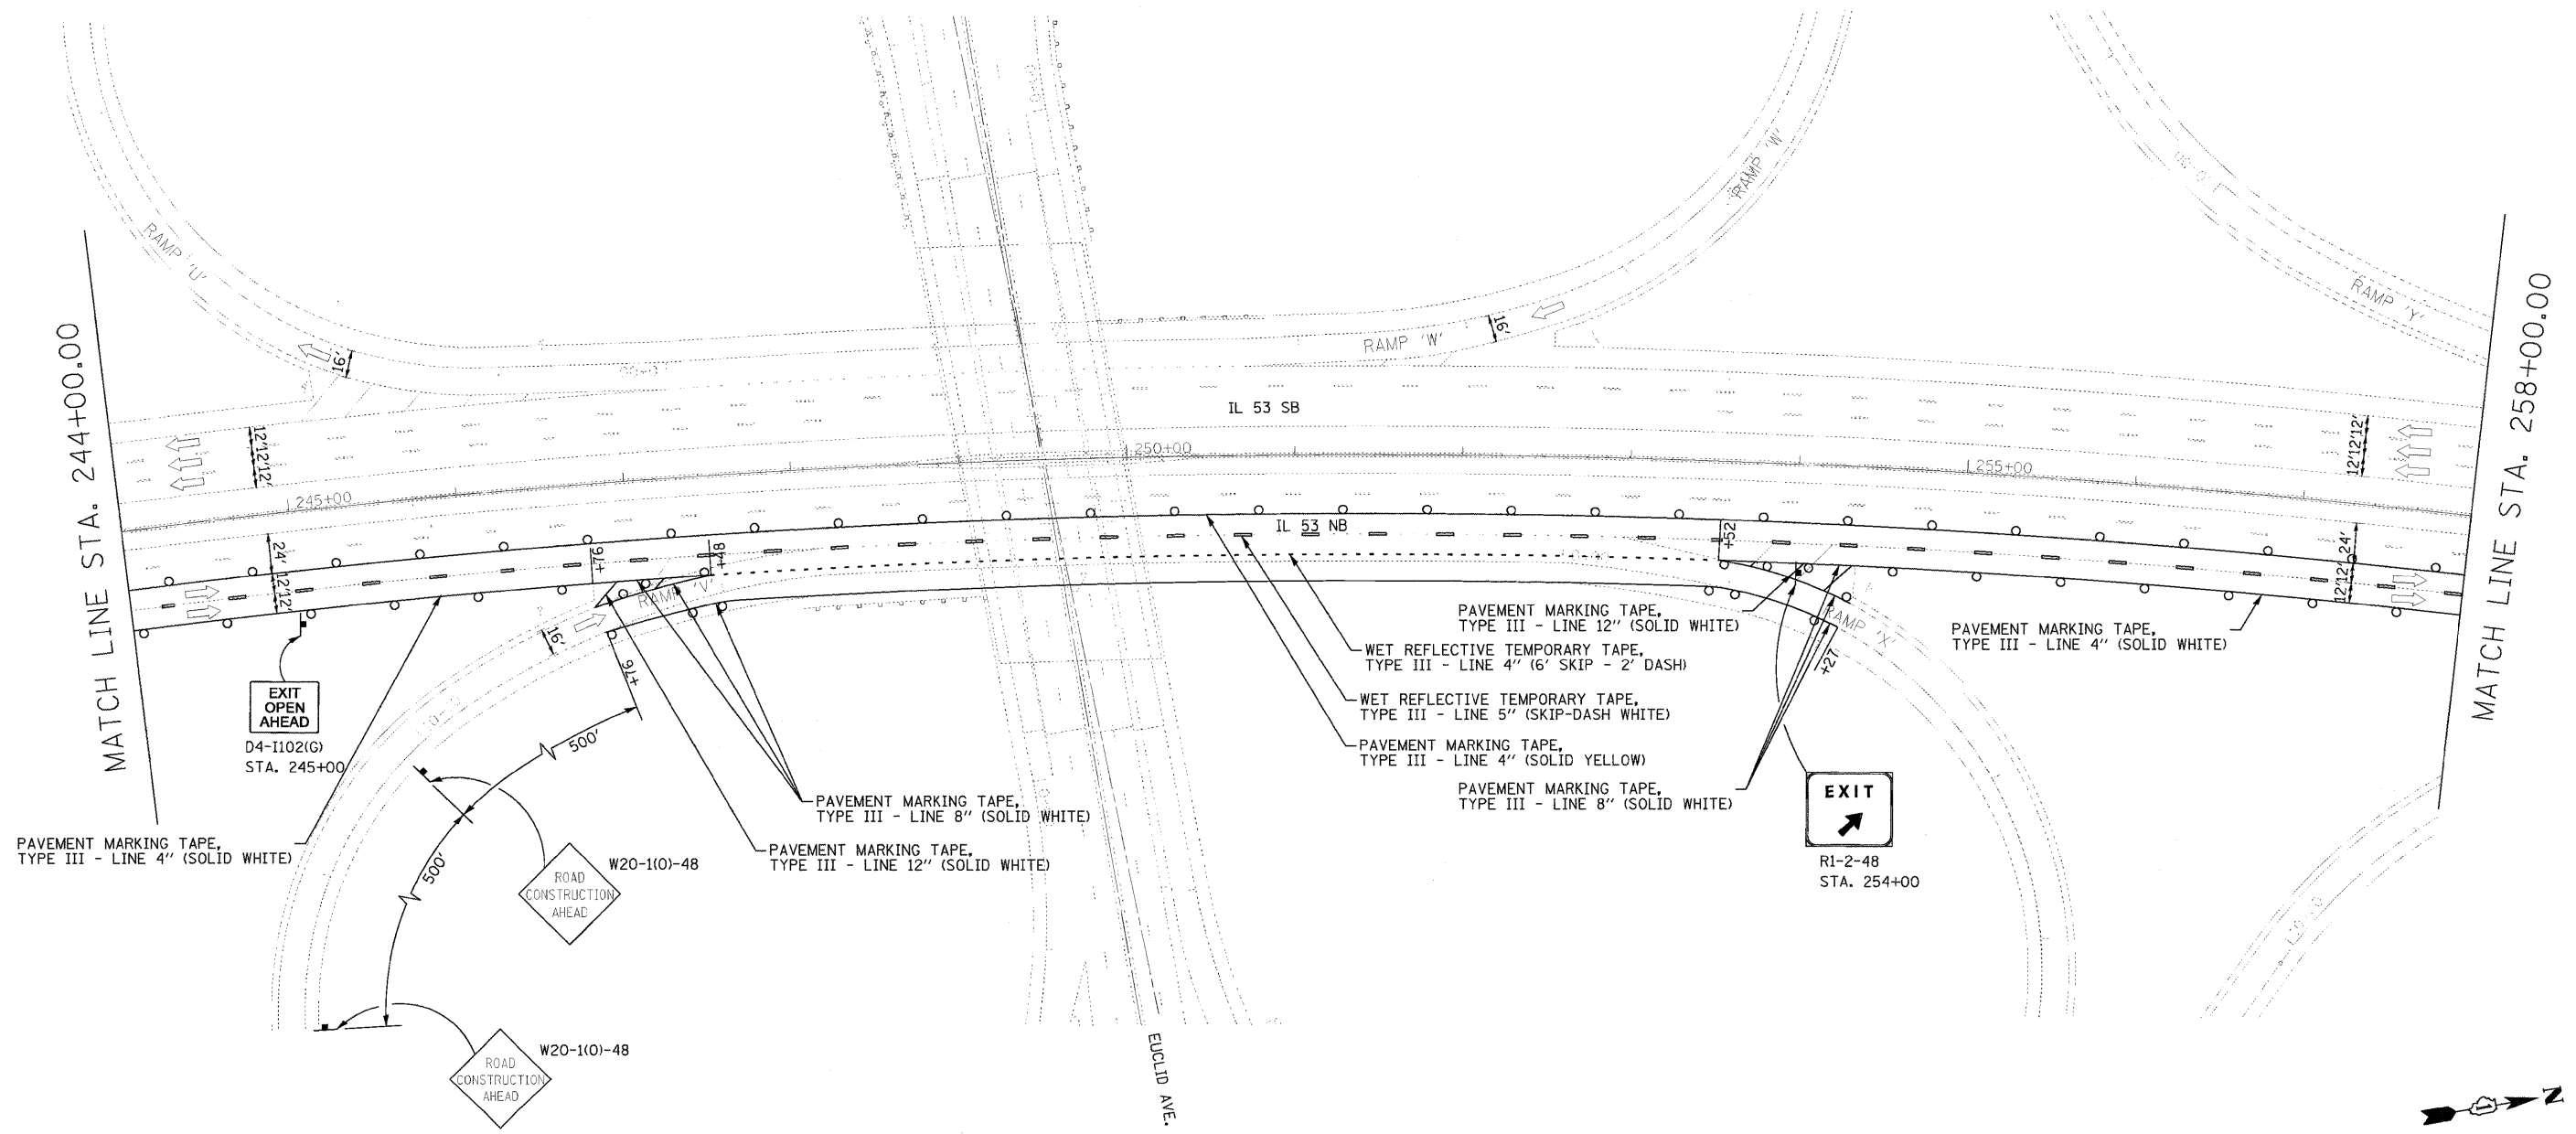 MATCH LINE STA. 244+00.00
RAMP 'U'
16'
12'12'12'
245+00
24'
12'12'
EXIT
OPEN
AHEAD
D4-I102(G)
STA. 245+00
PAVEMENT MARKING TAPE,
TYPE III - LINE 4" (SOLID WHITE)
+76
+48
RAMP 'V'
16'
+76
500'
500'
ROAD
CONSTRUCTION
AHEAD
W20-1(O)-48
ROAD
CONSTRUCTION
AHEAD
W20-1(O)-48
PAVEMENT MARKING TAPE,
TYPE III - LINE 8" (SOLID WHITE)
PAVEMENT MARKING TAPE,
TYPE III - LINE 12" (SOLID WHITE)
EUCLID AVE.
250+00
IL 53 SB
IL 53 NB
RAMP 'W'
16'
RAMP 'W'
RAMP 'Y'
255+00
12'12'12'
24'
12'12'
+52
RAMP 'X'
+27
PAVEMENT MARKING TAPE,
TYPE III - LINE 12" (SOLID WHITE)
WET REFLECTIVE TEMPORARY TAPE,
TYPE III - LINE 4" (6' SKIP - 2' DASH)
WET REFLECTIVE TEMPORARY TAPE,
TYPE III - LINE 5" (SKIP-DASH WHITE)
PAVEMENT MARKING TAPE,
TYPE III - LINE 4" (SOLID YELLOW)
PAVEMENT MARKING TAPE,
TYPE III - LINE 8" (SOLID WHITE)
EXIT
R1-2-48
STA. 254+00
PAVEMENT MARKING TAPE,
TYPE III - LINE 4" (SOLID WHITE)
MATCH LINE STA. 258+00.00
N